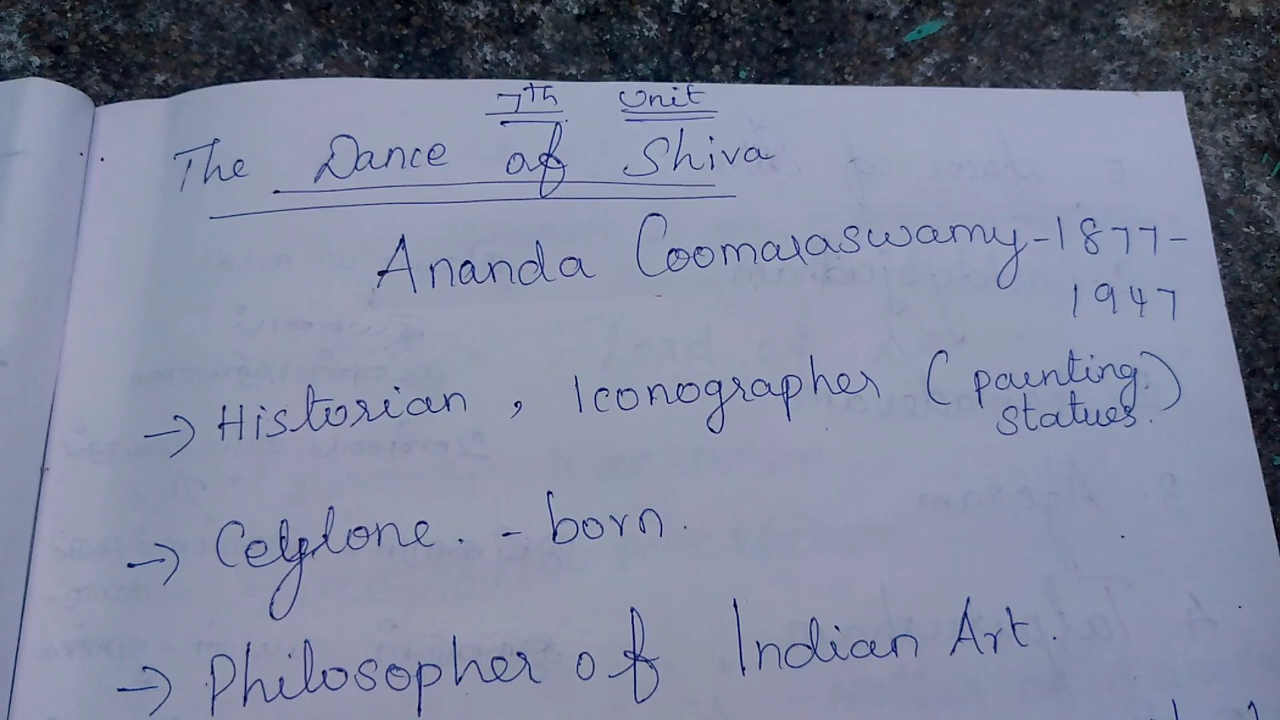 7th Unit
The Dance of Shiva
Ananda Coomaraswamy - 1877 -
1947
→ Historian, Iconographer (painting
statues.)
→ Ceylone. - born.
→ Philosopher of Indian Art.